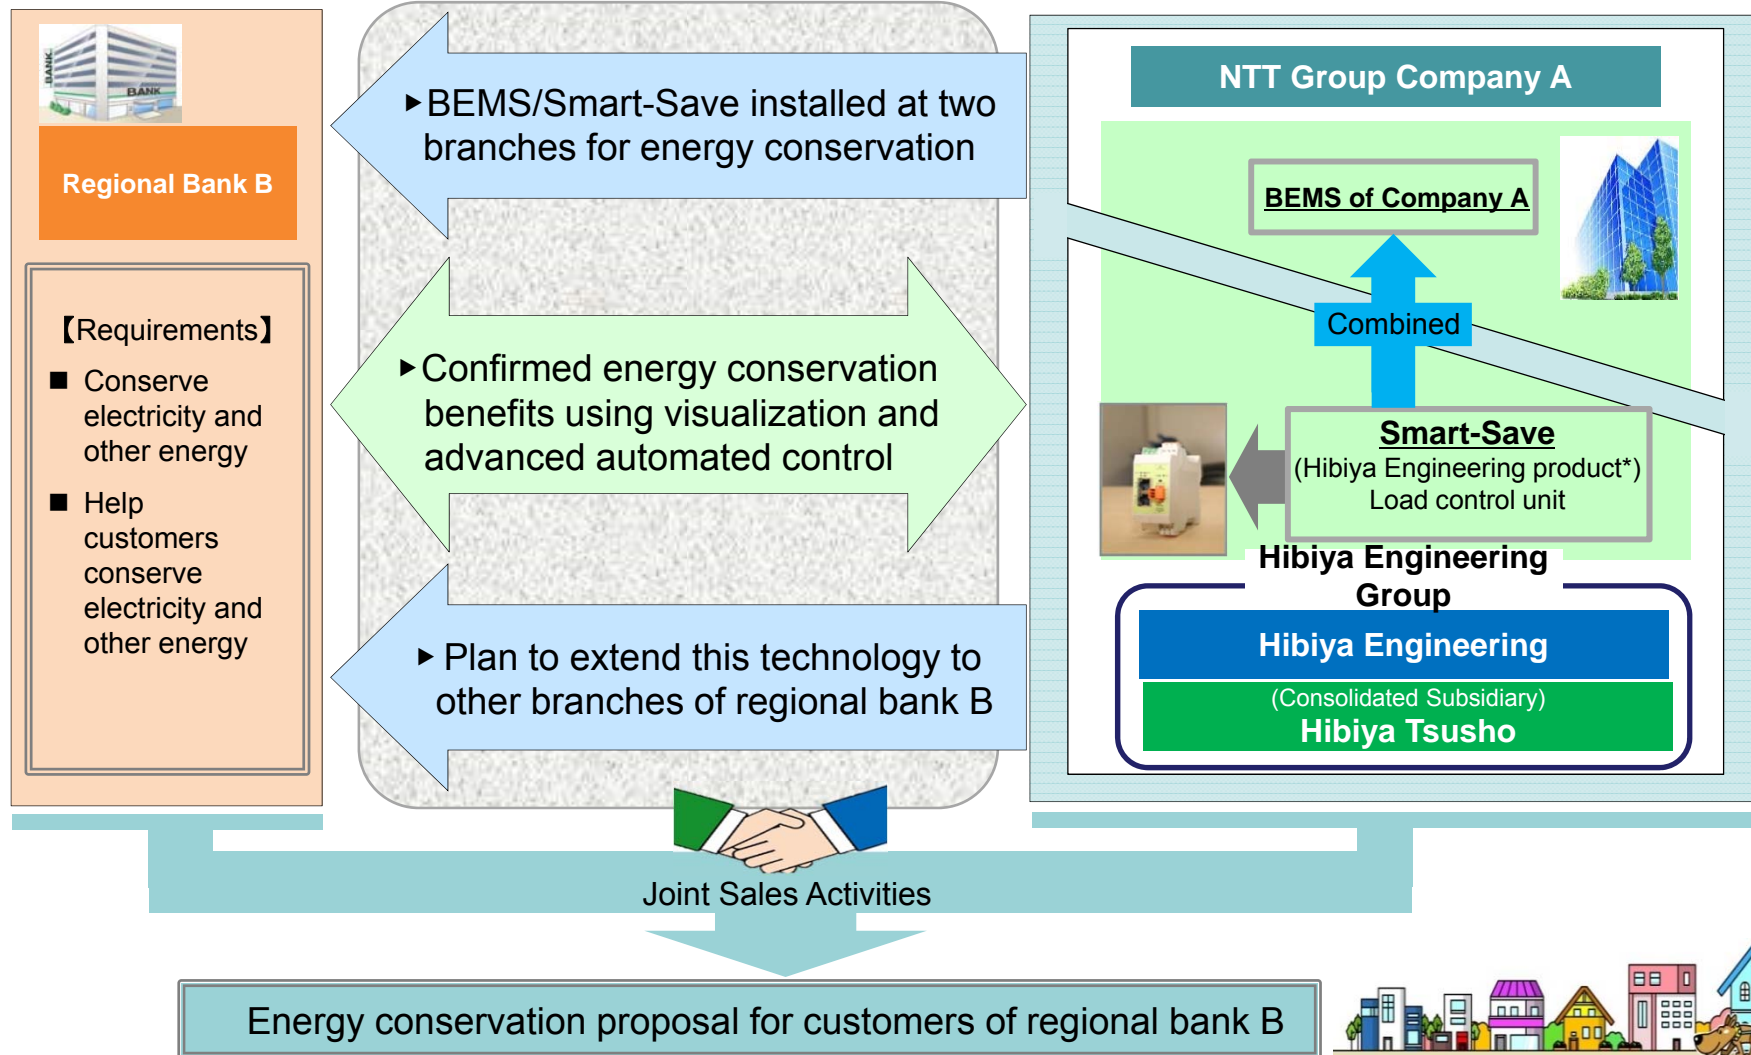 BANK
BANK
Regional Bank B
【Requirements】
■ Conserve
electricity and
other energy
■ Help
customers
conserve
electricity and
other energy
▶BEMS/Smart-Save installed at two
branches for energy conservation
▶Confirmed energy conservation
benefits using visualization and
advanced automated control
▶Plan to extend this technology to
other branches of regional bank B
NTT Group Company A
BEMS of Company A
Combined
Smart-Save
(Hibiya Engineering product*)
Load control unit
Hibiya Engineering
Group
Hibiya Engineering
(Consolidated Subsidiary)
Hibiya Tsusho
Joint Sales Activities
Energy conservation proposal for customers of regional bank B